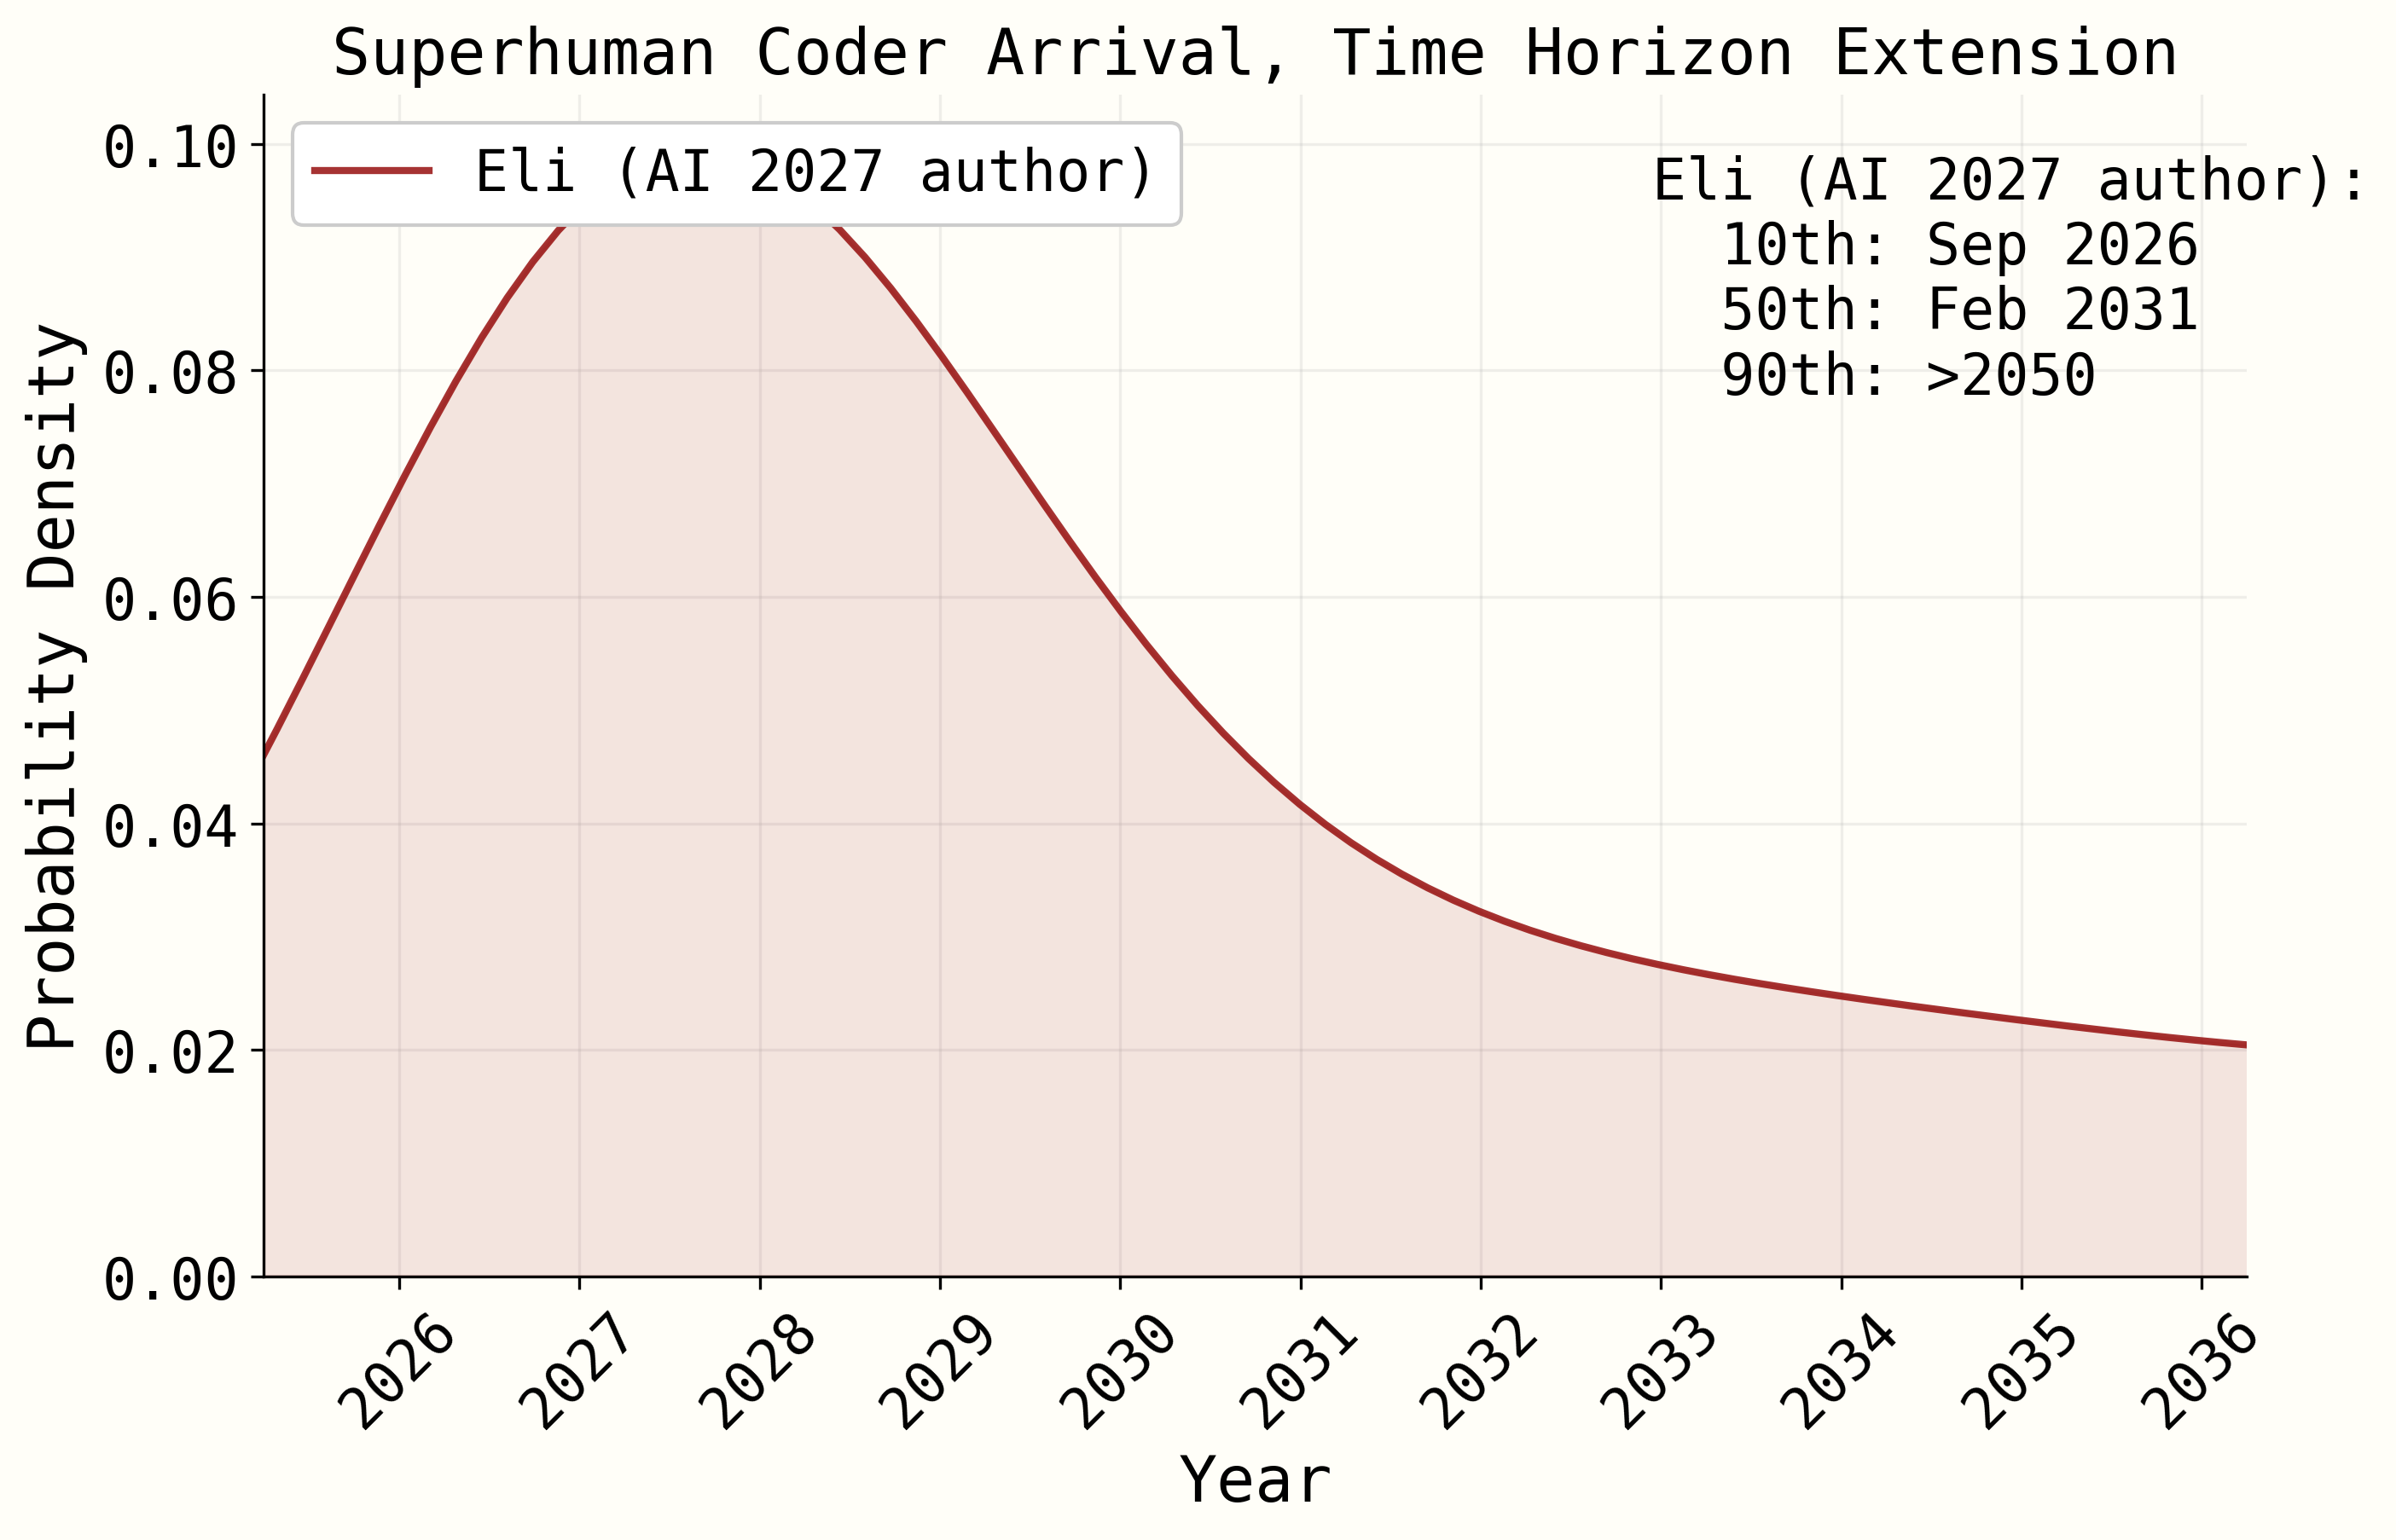 Superhuman Coder Arrival, Time Horizon Extension
Eli (AI 2027 author)
Eli (AI 2027 author):
10th: Sep 2026
50th: Feb 2031
90th: >2050
Probability Density
0.10
0.08
0.06
0.04
0.02
0.00
2026
2027
2028
2029
2030
2031
2032
2033
2034
2035
2036
Year